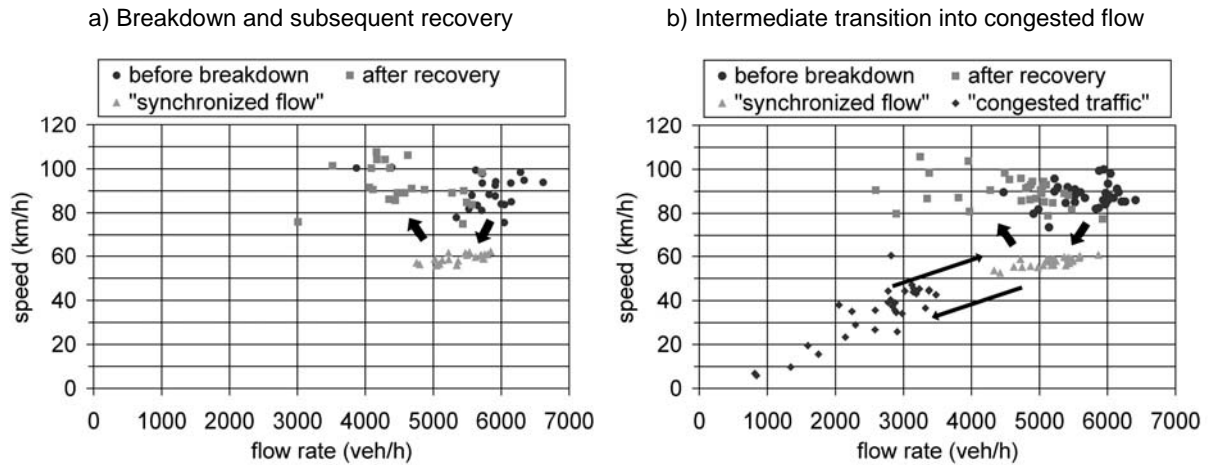 a) Breakdown and subsequent recovery
before breakdown after recovery
"synchronized flow"
speed (km/h)
120
100
80
60
40
20
0
0 1000 2000 3000 4000 5000 6000 7000
flow rate (veh/h)
b) Intermediate transition into congested flow
before breakdown after recovery
"synchronized flow" "congested traffic"
speed (km/h)
120
100
80
60
40
20
0
0 1000 2000 3000 4000 5000 6000 7000
flow rate (veh/h)